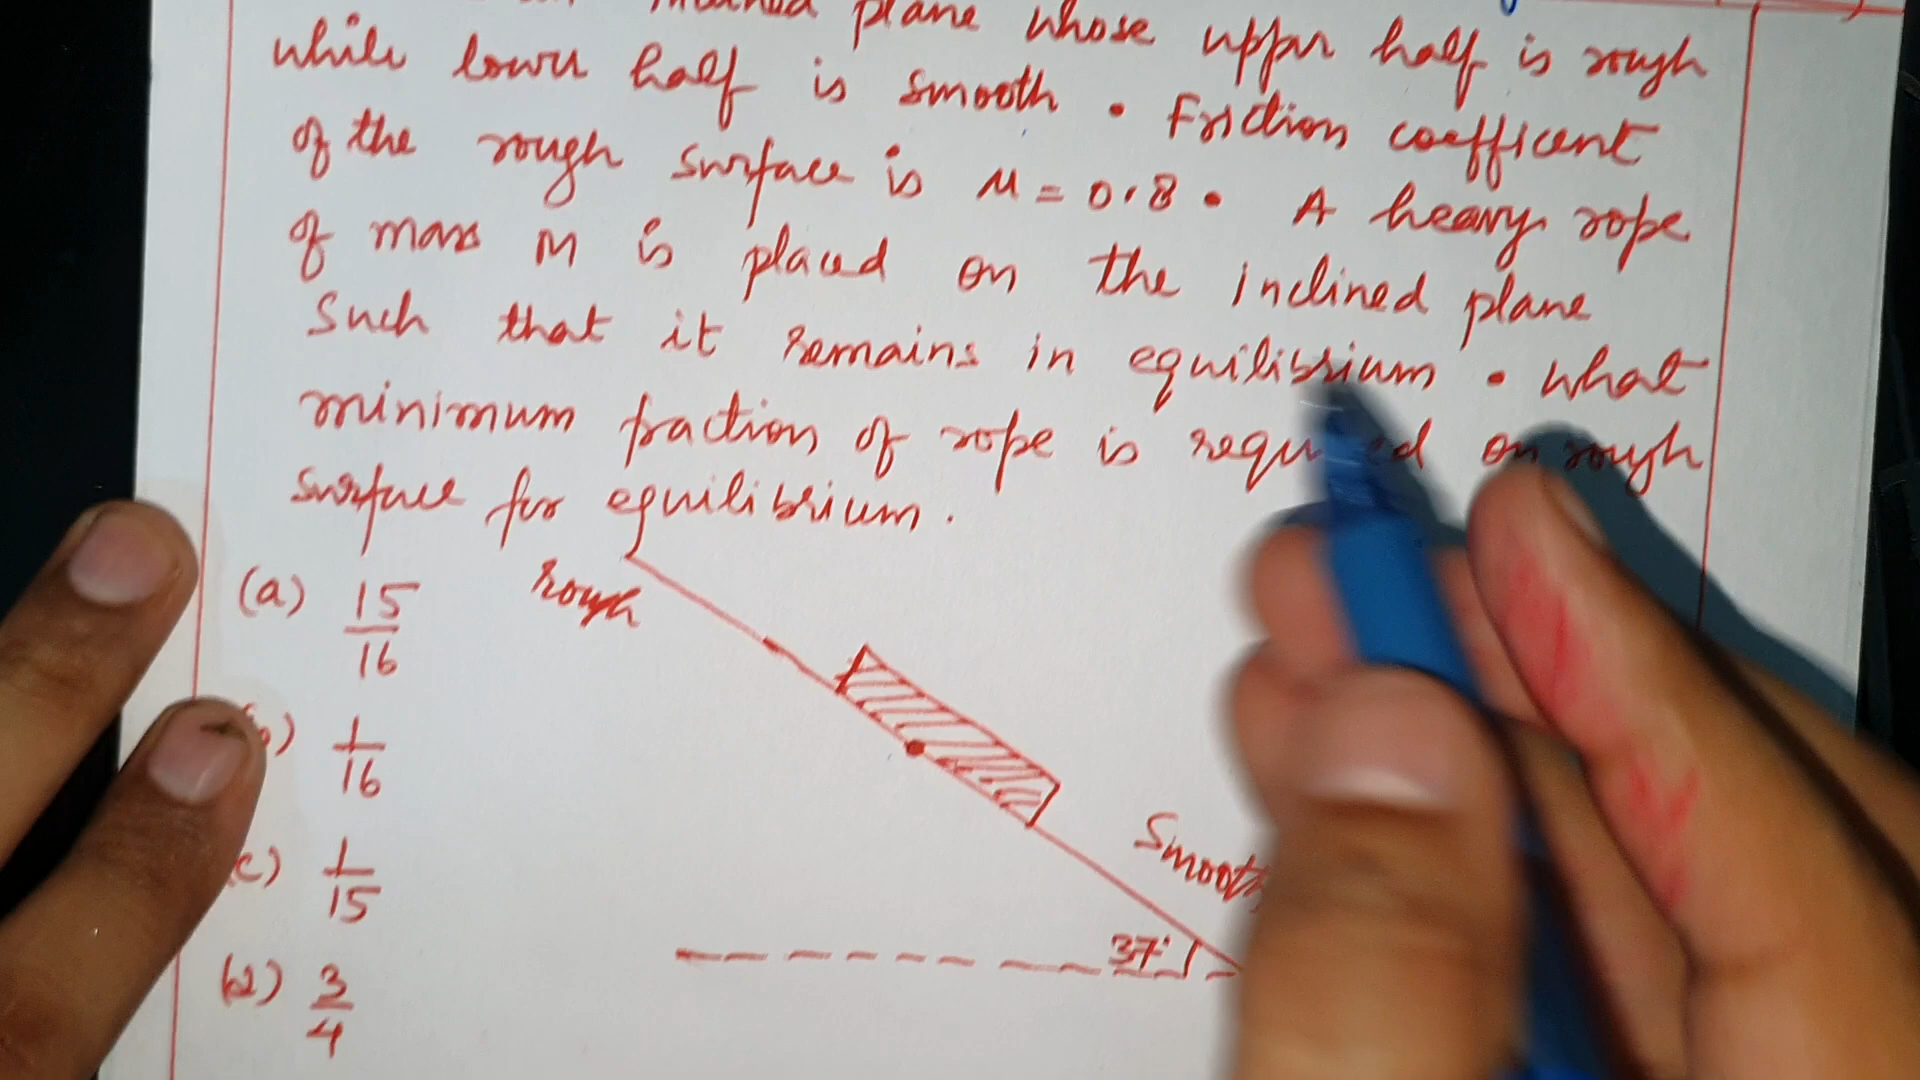 plane whose upper half is rough
while lower half is smooth . Friction coefficent
of the rough surface is μ = 0.8 . A heavy rope
of mass M is placed on the inclined plane
Such that it remains in equilibrium . What
minimum fraction of rope is on rough
surface for equilibrium .
rough
(a) 15/16
1/16
c) 1/15
(d) 3/4
Smooth
37°